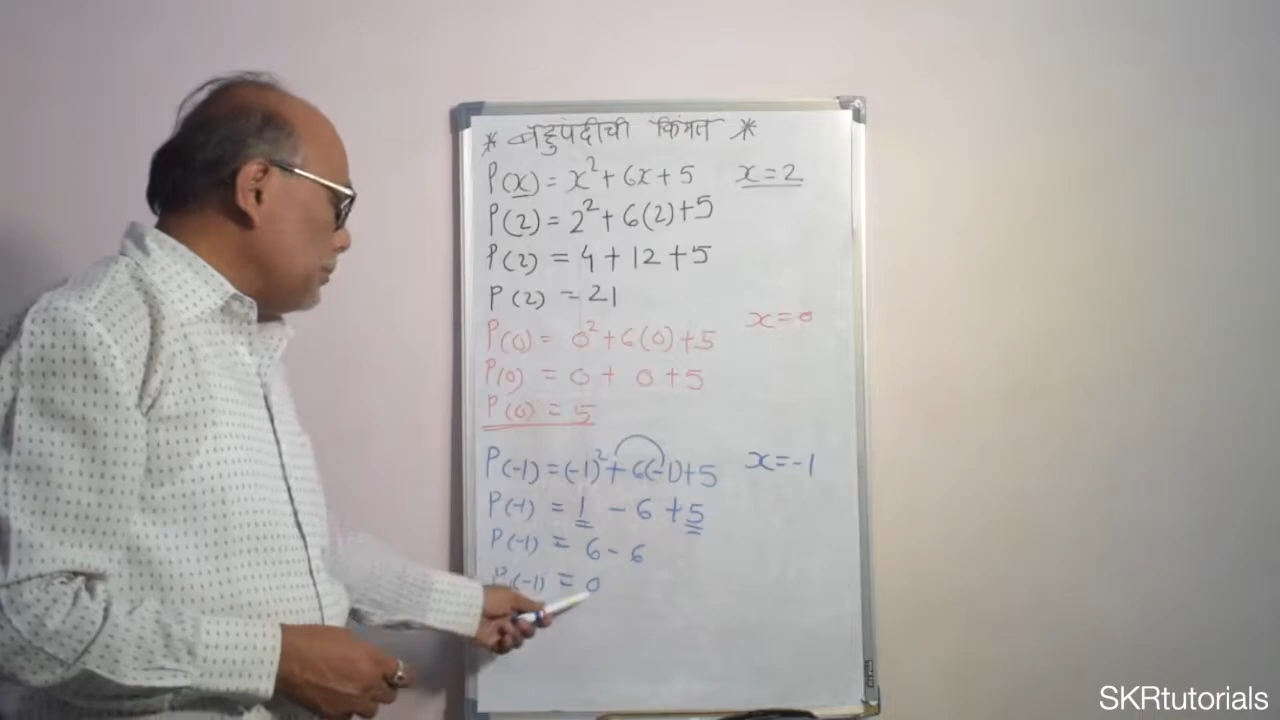 * बहुपदीची किंमत *
P(x) = x² + 6x + 5 x = 2
P(2) = 2² + 6(2) + 5
P(2) = 4 + 12 + 5
P(2) = 21
x = 0
P(0) = 0² + 6(0) + 5
P(0) = 0 + 0 + 5
P(0) = 5
P(-1) = (-1)² + 6(-1) + 5 x = -1
P(-1) = 1 - 6 + 5
P(-1) = 6 - 6
P(-1) = 0
SKRtutorials